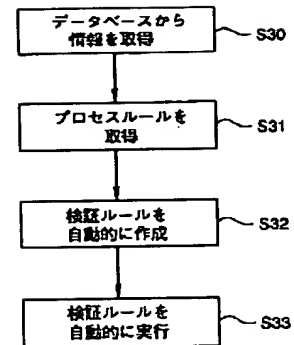 データベースから
情報を取得
S30
プロセスルールを
取得
S31
検証ルールを
自動的に作成
S32
検証ルールを
自動的に実行
S33